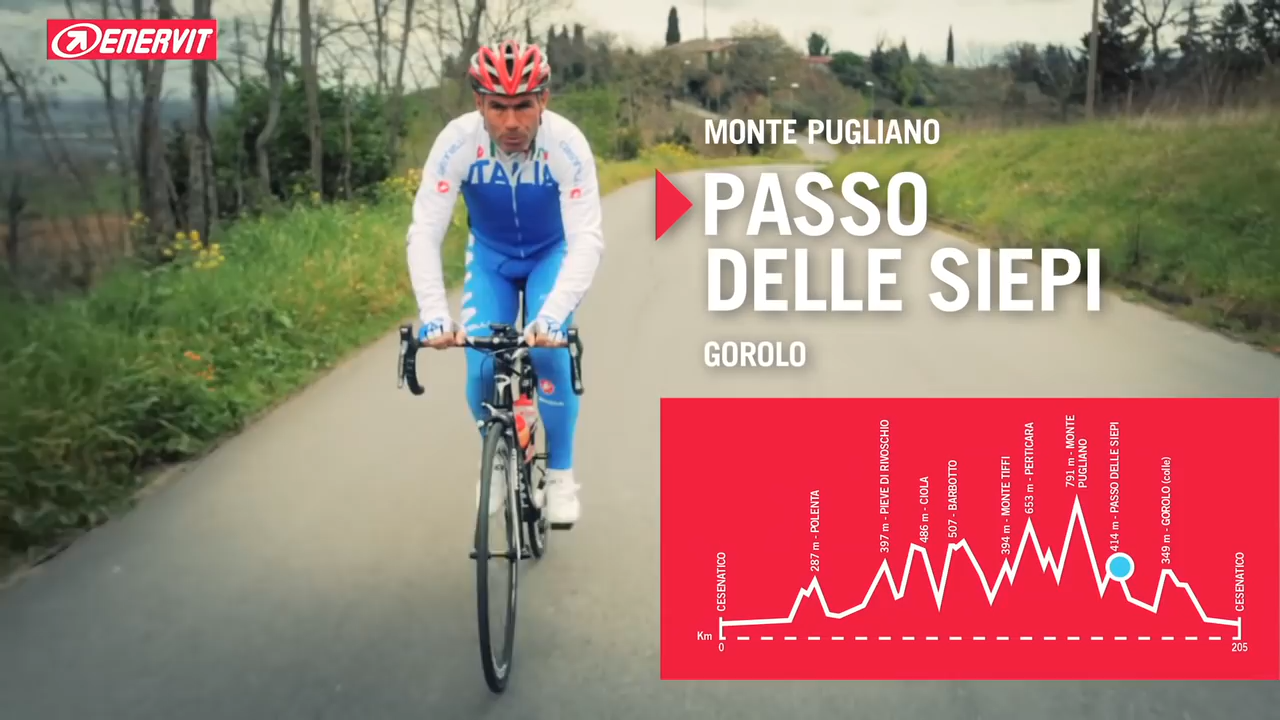 ENERVIT
ITALIA
MONTE PUGLIANO
PASSO
DELLE SIEPI
GOROLO
CESENATICO
287 m - POLENTA
397 m - PIEVE DI RIVOSCHIO
486 m - CIOLA
507 - BARBOTTO
394 m - MONTE TIFFI
653 m - PERTICARA
791 m - MONTE
PUGLIANO
414 m - PASSO DELLE SIEPI
349 m - GOROLO (colle)
CESENATICO
Km
0
205